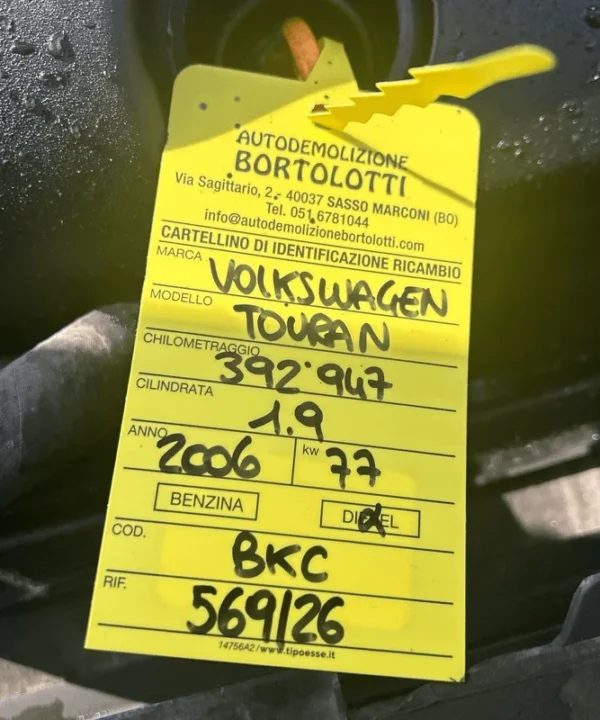 AUTODEMOLIZIONE
BORTOLOTTI
Via Sagittario, 2 - 40037 SASSO MARCONI (BO)
Tel. 051 6781044
info@autodemolizionebortolotti.com
CARTELLINO DI IDENTIFICAZIONE RICAMBIO
MARCA VOLKSWAGEN
MODELLO TOURAN
CHILOMETRAGGIO 392'947
CILINDRATA 1.9
ANNO 2006 kw 77
BENZINA DIESEL
COD. BKC
RIF. 569/26
14756A2/www.tipoesse.it